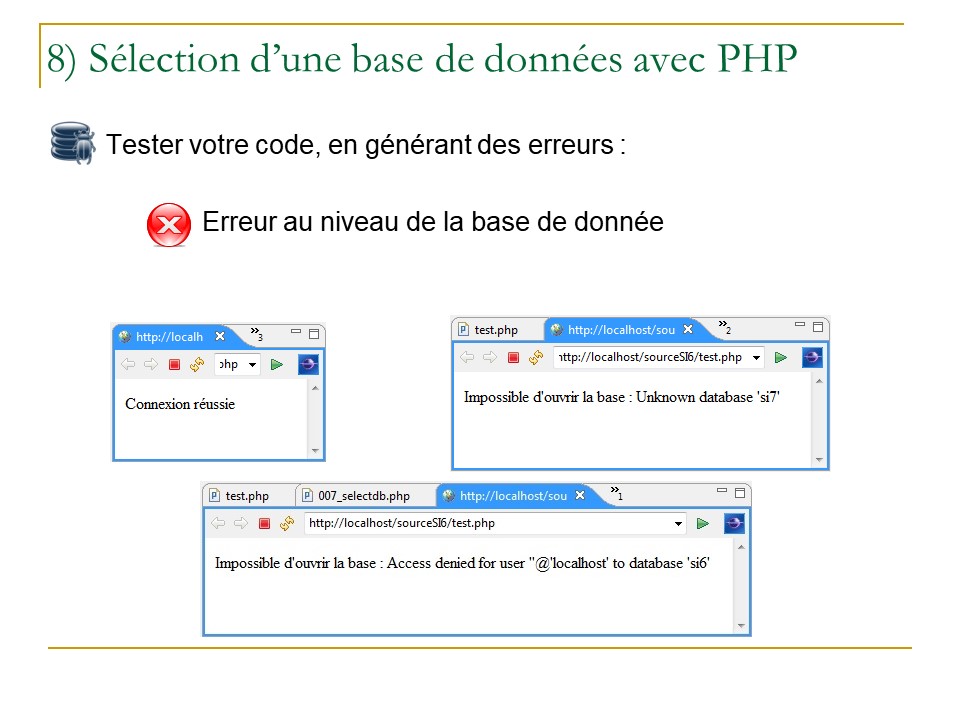 8) Sélection d’une base de données avec PHP
Tester votre code, en générant des erreurs :
Erreur au niveau de la base de donnée
http://localh »3
php
Connexion réussie
test.php http://localhost/sou »2
http://localhost/sourceSI6/test.php
Impossible d'ouvrir la base : Unknown database 'si7'
test.php 007_selectdb.php http://localhost/sou »1
http://localhost/sourceSI6/test.php
Impossible d'ouvrir la base : Access denied for user ''@'localhost' to database 'si6'